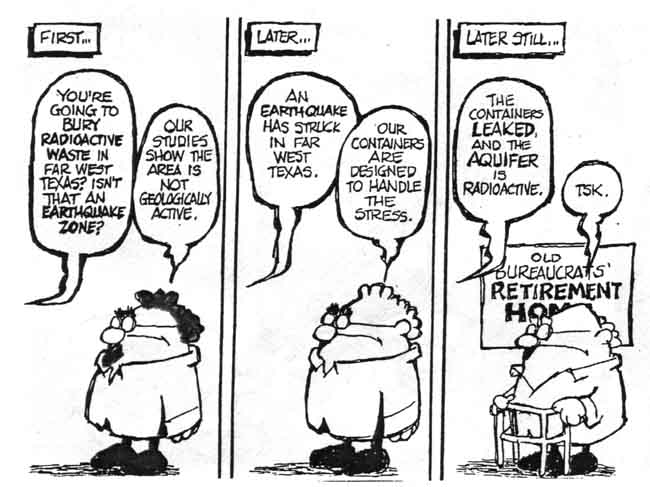 FIRST...
YOU'RE
GOING TO
BURY
RADIOACTIVE
WASTE IN
FAR WEST
TEXAS? ISN'T
THAT AN
EARTHQUAKE
ZONE?
OUR
STUDIES
SHOW THE
AREA IS
NOT
GEOLOGICALLY
ACTIVE.
LATER...
AN
EARTHQUAKE
HAS STRUCK
IN FAR
WEST
TEXAS.
OUR
CONTAINERS
ARE
DESIGNED
TO HANDLE
THE
STRESS.
LATER STILL...
THE
CONTAINERS
LEAKED,
AND THE
AQUIFER
IS
RADIOACTIVE.
TSK.
OLD
BUREAUCRATS'
RETIREMENT
HOM